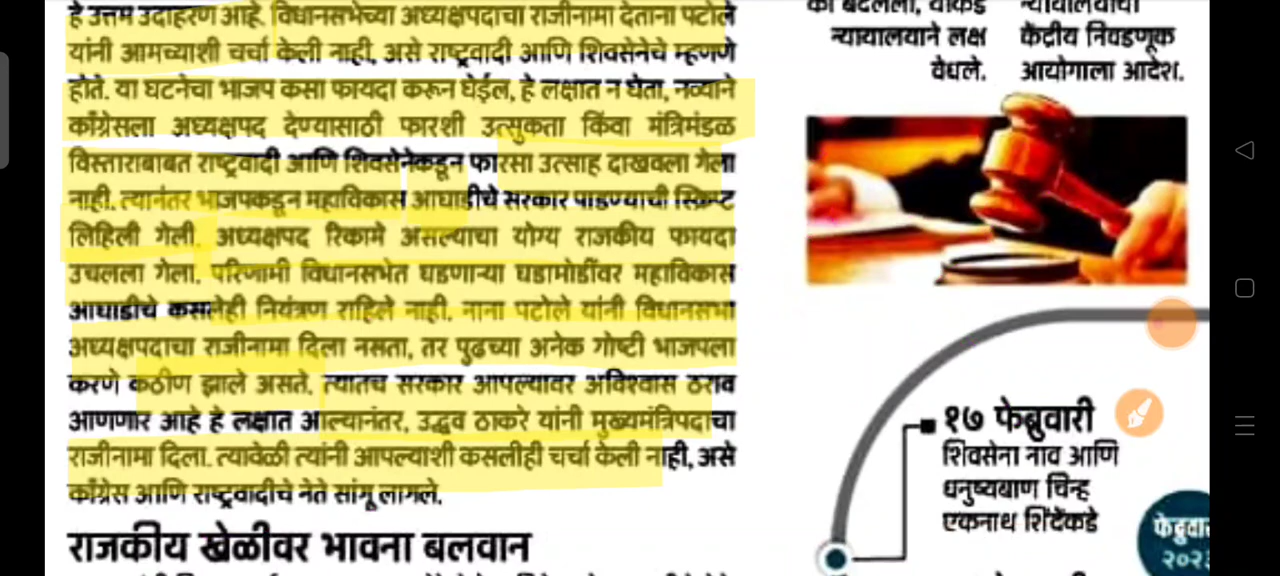 हे उत्तम उदाहरण आहे. विधानसभेच्या अध्यक्षपदाचा राजीनामा देताना पटोले
यांनी आमच्याशी चर्चा केली नाही, असे राष्ट्रवादी आणि शिवसेनेचे म्हणणे
होते. या घटनेचा भाजप कसा फायदा करून घेईल, हे लक्षात न घेता, नव्याने
काँग्रेसला अध्यक्षपद देण्यासाठी फारशी उत्सुकता किंवा मंत्रिमंडळ
विस्ताराबाबत राष्ट्रवादी आणि शिवसेनेकडून फारसा उत्साह दाखवला गेला
नाही. त्यानंतर भाजपकडून महाविकास आघाडीचे सरकार पाडण्याची स्क्रिप्ट
लिहिली गेली. अध्यक्षपद रिकामे असल्याचा योग्य राजकीय फायदा
उचलला गेला. परिणामी विधानसभेत घडणाऱ्या घडामोडींवर महाविकास
आघाडीचे कसलेही नियंत्रण राहिले नाही. नाना पटोले यांनी विधानसभा
अध्यक्षपदाचा राजीनामा दिला नसता, तर पुढच्या अनेक गोष्टी भाजपला
करणे कठीण झाले असते. त्यातच सरकार आपल्यावर अविश्वास ठराव
आणणार आहे हे लक्षात आल्यानंतर, उद्धव ठाकरे यांनी मुख्यमंत्रिपदाचा
राजीनामा दिला. त्यावेळी त्यांनी आपल्याशी कसलीही चर्चा केली नाही, असे
काँग्रेस आणि राष्ट्रवादीचे नेते सांगू लागले.
राजकीय खेळीवर भावना बलवान
का बदलला, याकडे
न्यायालयाने लक्ष
वेधले.
न्यायालयाचा
केंद्रीय निवडणूक
आयोगाला आदेश.
१७ फेब्रुवारी
शिवसेना नाव आणि
धनुष्यबाण चिन्ह
एकनाथ शिंदेंकडे